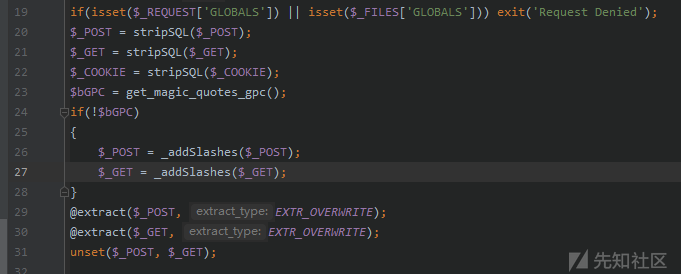 19 if(isset($_REQUEST['GLOBALS']) || isset($_FILES['GLOBALS'])) exit('Request Denied');
20 $_POST = stripSQL($_POST);
21 $_GET = stripSQL($_GET);
22 $_COOKIE = stripSQL($_COOKIE);
23 $bGPC = get_magic_quotes_gpc();
24 if(!$bGPC)
25 {
26 $_POST = _addSlashes($_POST);
27 $_GET = _addSlashes($_GET);
28 }
29 @extract($_POST, extract_type: EXTR_OVERWRITE);
30 @extract($_GET, extract_type: EXTR_OVERWRITE);
31 unset($_POST, $_GET);
32
先知社区